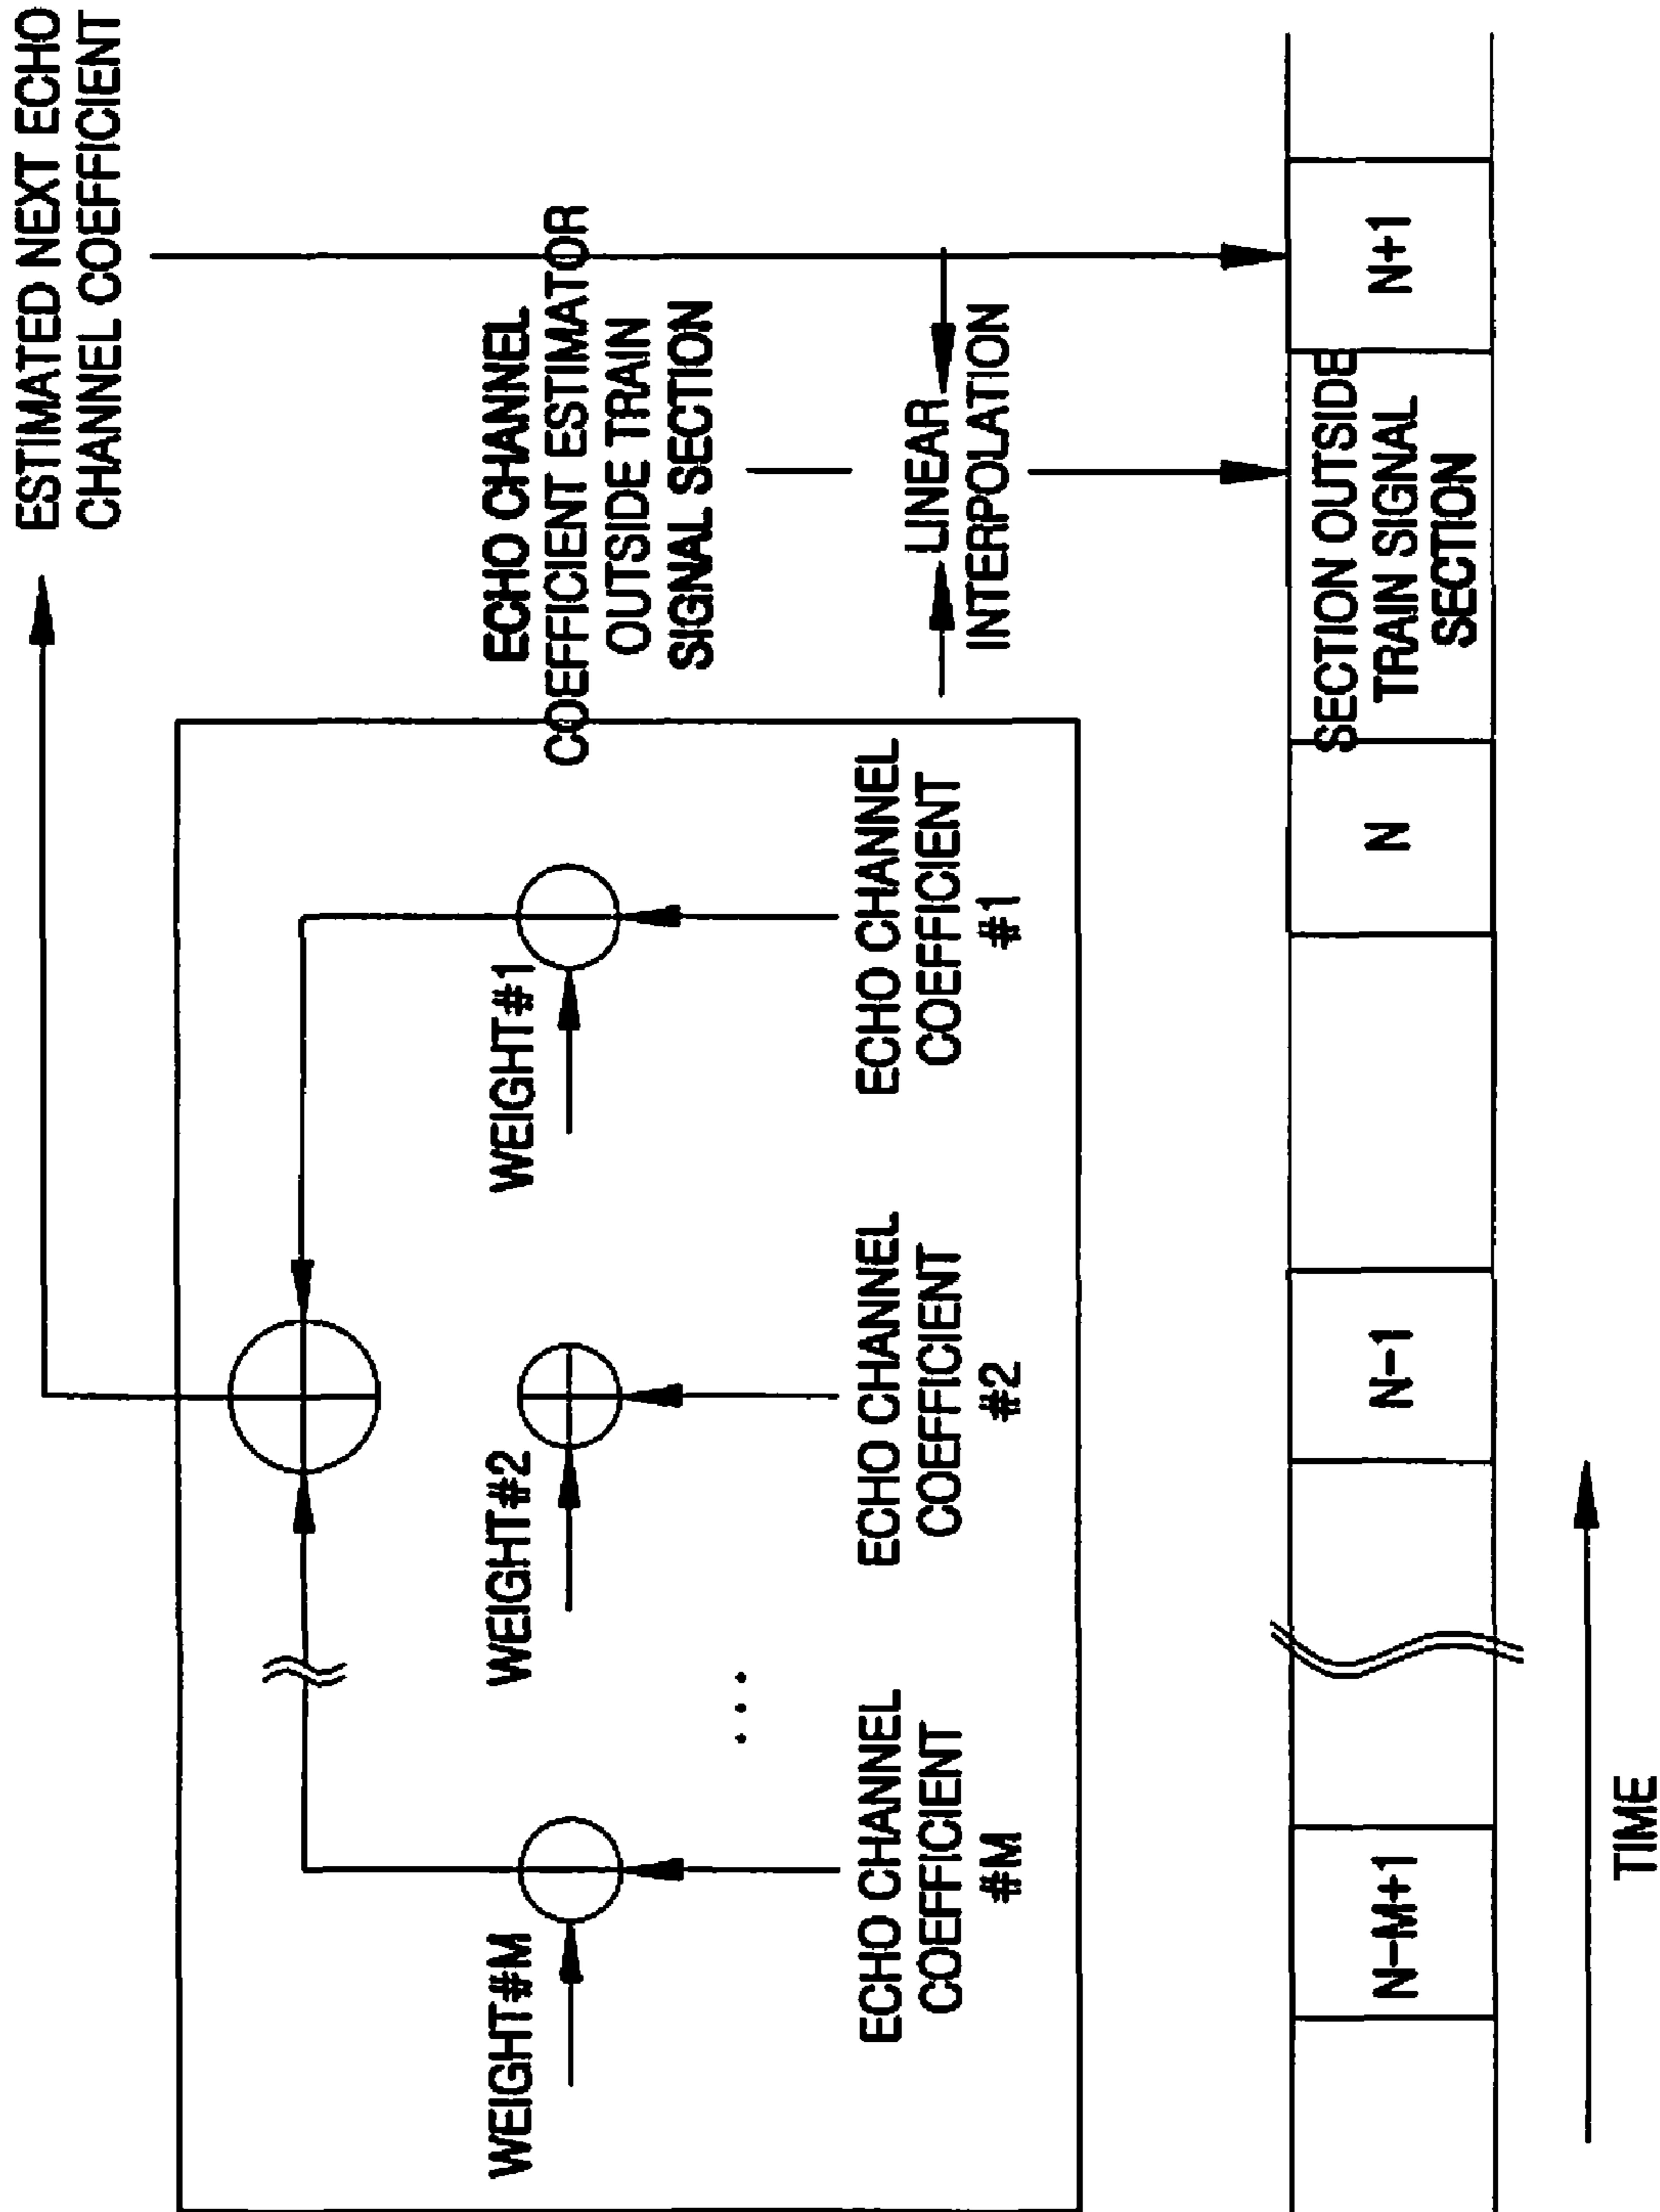 ESTIMATED NEXT ECHO
CHANNEL COEFFICIENT
WEIGHT#M
WEIGHT#2
WEIGHT#1
ECHO CHANNEL
COEFFICIENT ESTIMATOR
OUTSIDE TRAIN
SIGNAL SECTION
...
ECHO CHANNEL
COEFFICIENT
#M
ECHO CHANNEL
COEFFICIENT
#2
ECHO CHANNEL
COEFFICIENT
#1
LINEAR
INTERPOLATION
N-M+1
N-1
N
SECTION OUTSIDE
TRAIN SIGNAL
SECTION
N+1
TIME